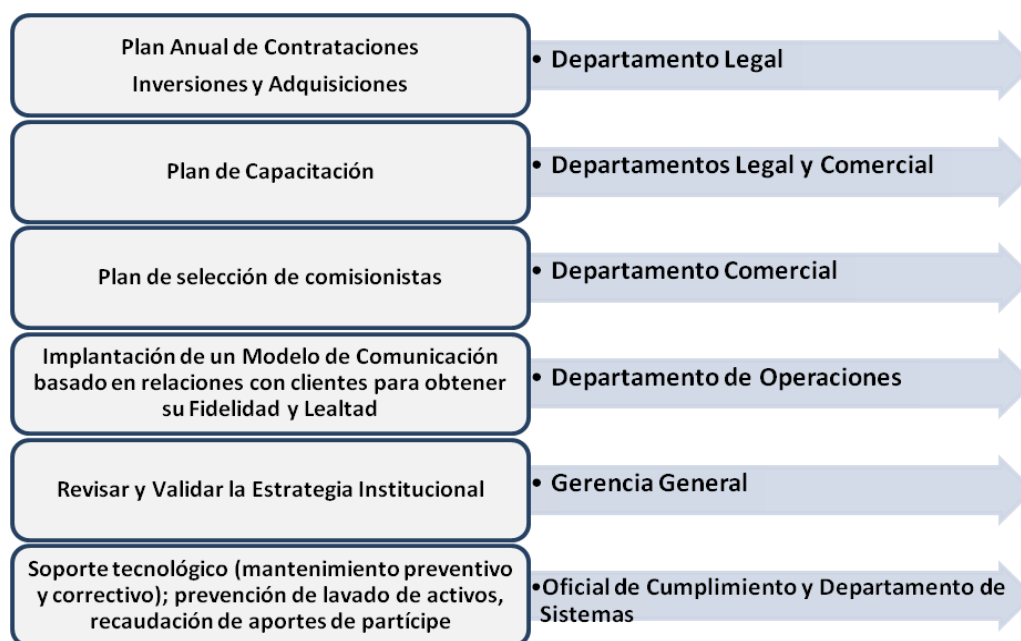 Plan Anual de Contrataciones
Inversiones y Adquisiciones
• Departamento Legal
Plan de Capacitación
• Departamentos Legal y Comercial
Plan de selección de comisionistas
• Departamento Comercial
Implantación de un Modelo de Comunicación
basado en relaciones con clientes para obtener
su Fidelidad y Lealtad
• Departamento de Operaciones
Revisar y Validar la Estrategia Institucional
• Gerencia General
Soporte tecnológico (mantenimiento preventivo
y correctivo); prevención de lavado de activos,
recaudación de aportes de partícipe
•Oficial de Cumplimiento y Departamento de
Sistemas